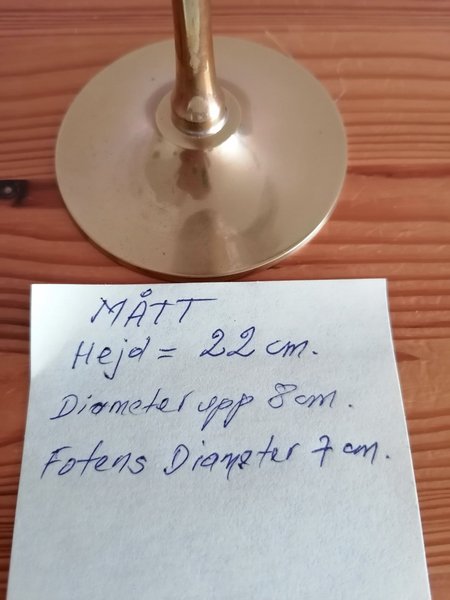 MÅTT
Hejd = 22 cm.
Diameter upp 8 cm.
Fotens Diameter 7 cm.